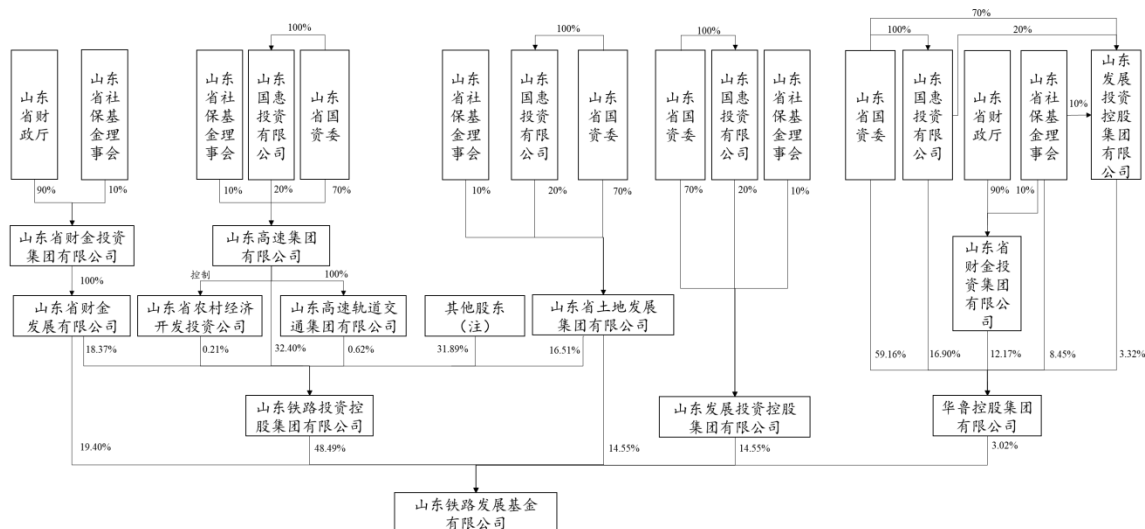 100%
100%
100%
70%
100%
20%
山东省财政厅
山东省社保基金理事会
山东省社保基金理事会
山东国惠投资有限公司
山东省国资委
山东省社保基金理事会
山东国惠投资有限公司
山东省国资委
山东省国资委
山东国惠投资有限公司
山东省社保基金理事会
山东省国资委
山东国惠投资有限公司
山东省财政厅
山东省社保基金理事会
10%
山东发展投资控股集团有限公司
90%
10%
10%
20%
70%
10%
20%
70%
70%
20%
10%
90%
10%
山东省财金投资
集团有限公司
山东高速集团
有限公司
山东省财金投资集团有限公司
100%
控制
100%
山东省财金
发展有限公司
山东省农村经济
开发投资公司
山东高速轨道交
通集团有限公司
其他股东
（注）
山东省土地发展
集团有限公司
18.37%
0.21%
32.40%
0.62%
31.89%
16.51%
59.16%
16.90%
12.17%
8.45%
3.32%
山东铁路投资控
股集团有限公司
山东发展投资控股
集团有限公司
华鲁控股集团
有限公司
19.40%
48.49%
14.55%
14.55%
3.02%
山东铁路发展基金
有限公司